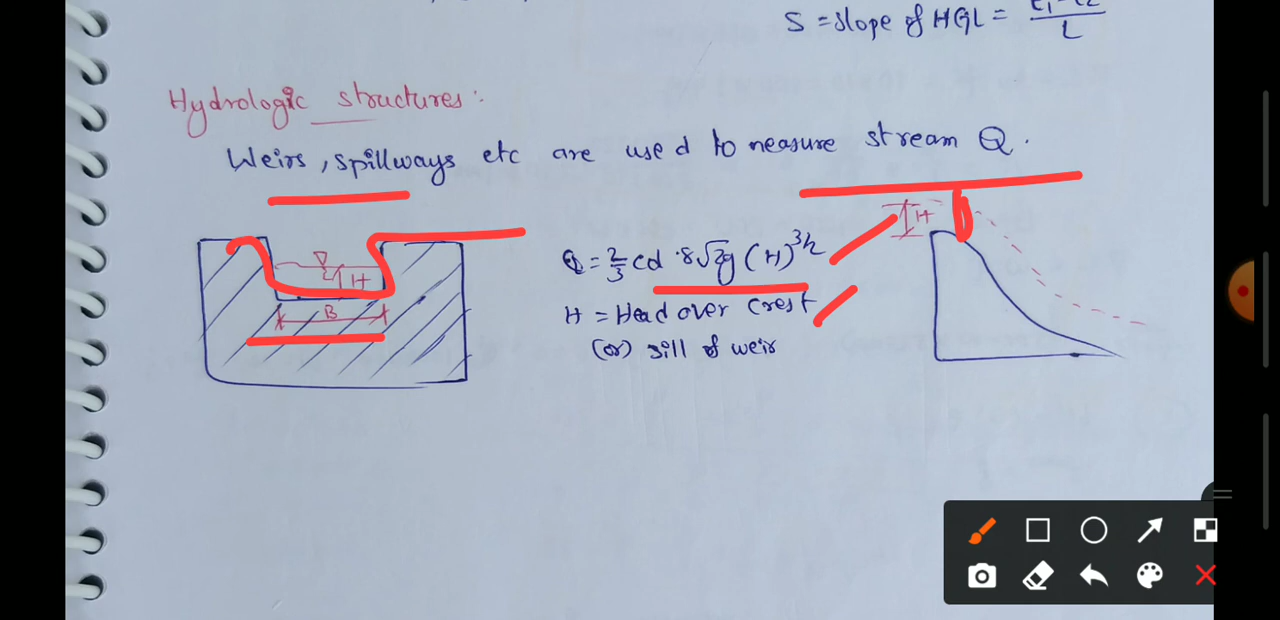 S = slope of HGL =
L
Hydrologic structures:
Weirs, spillways etc are used to measure stream Q.
H
H
B
Q = 2/3 cd .8√2g (H)^3/2
H = Head over Crest
(or) sill of weir